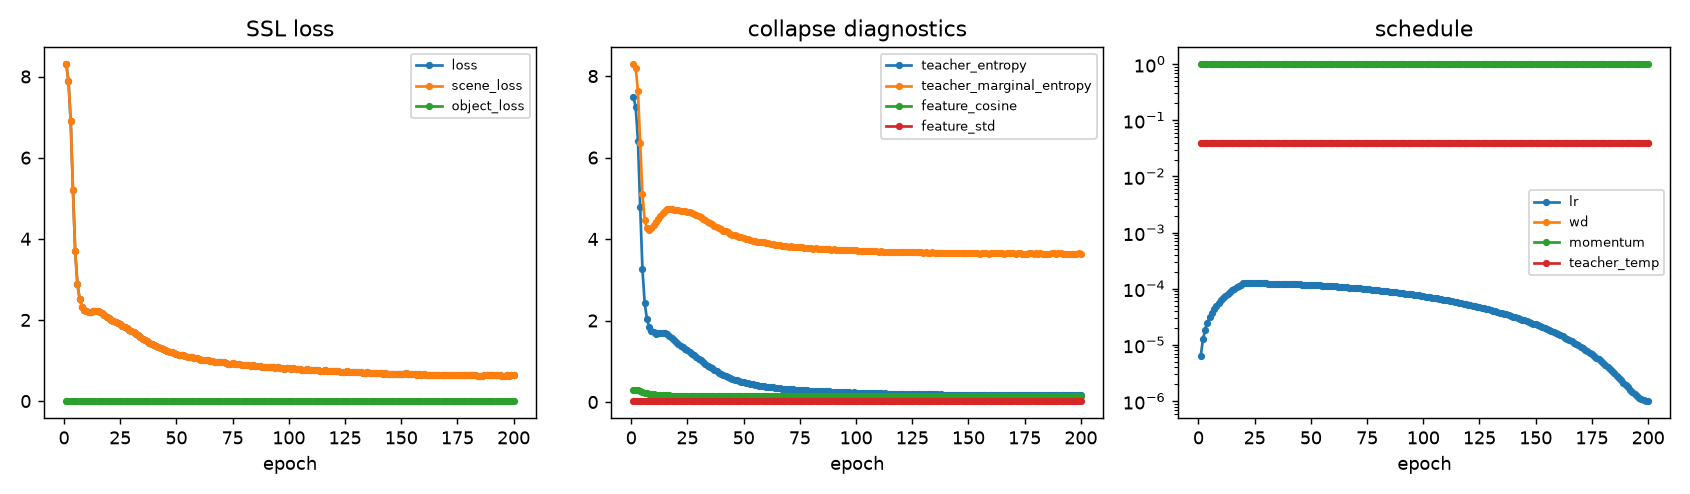 SSL loss
loss
scene_loss
object_loss
8
6
4
2
0
0 25 50 75 100 125 150 175 200
epoch
collapse diagnostics
teacher_entropy
teacher_marginal_entropy
feature_cosine
feature_std
8
6
4
2
0
0 25 50 75 100 125 150 175 200
epoch
schedule
10⁰
10⁻¹
10⁻²
10⁻³
10⁻⁴
10⁻⁵
10⁻⁶
lr
wd
momentum
teacher_temp
0 25 50 75 100 125 150 175 200
epoch